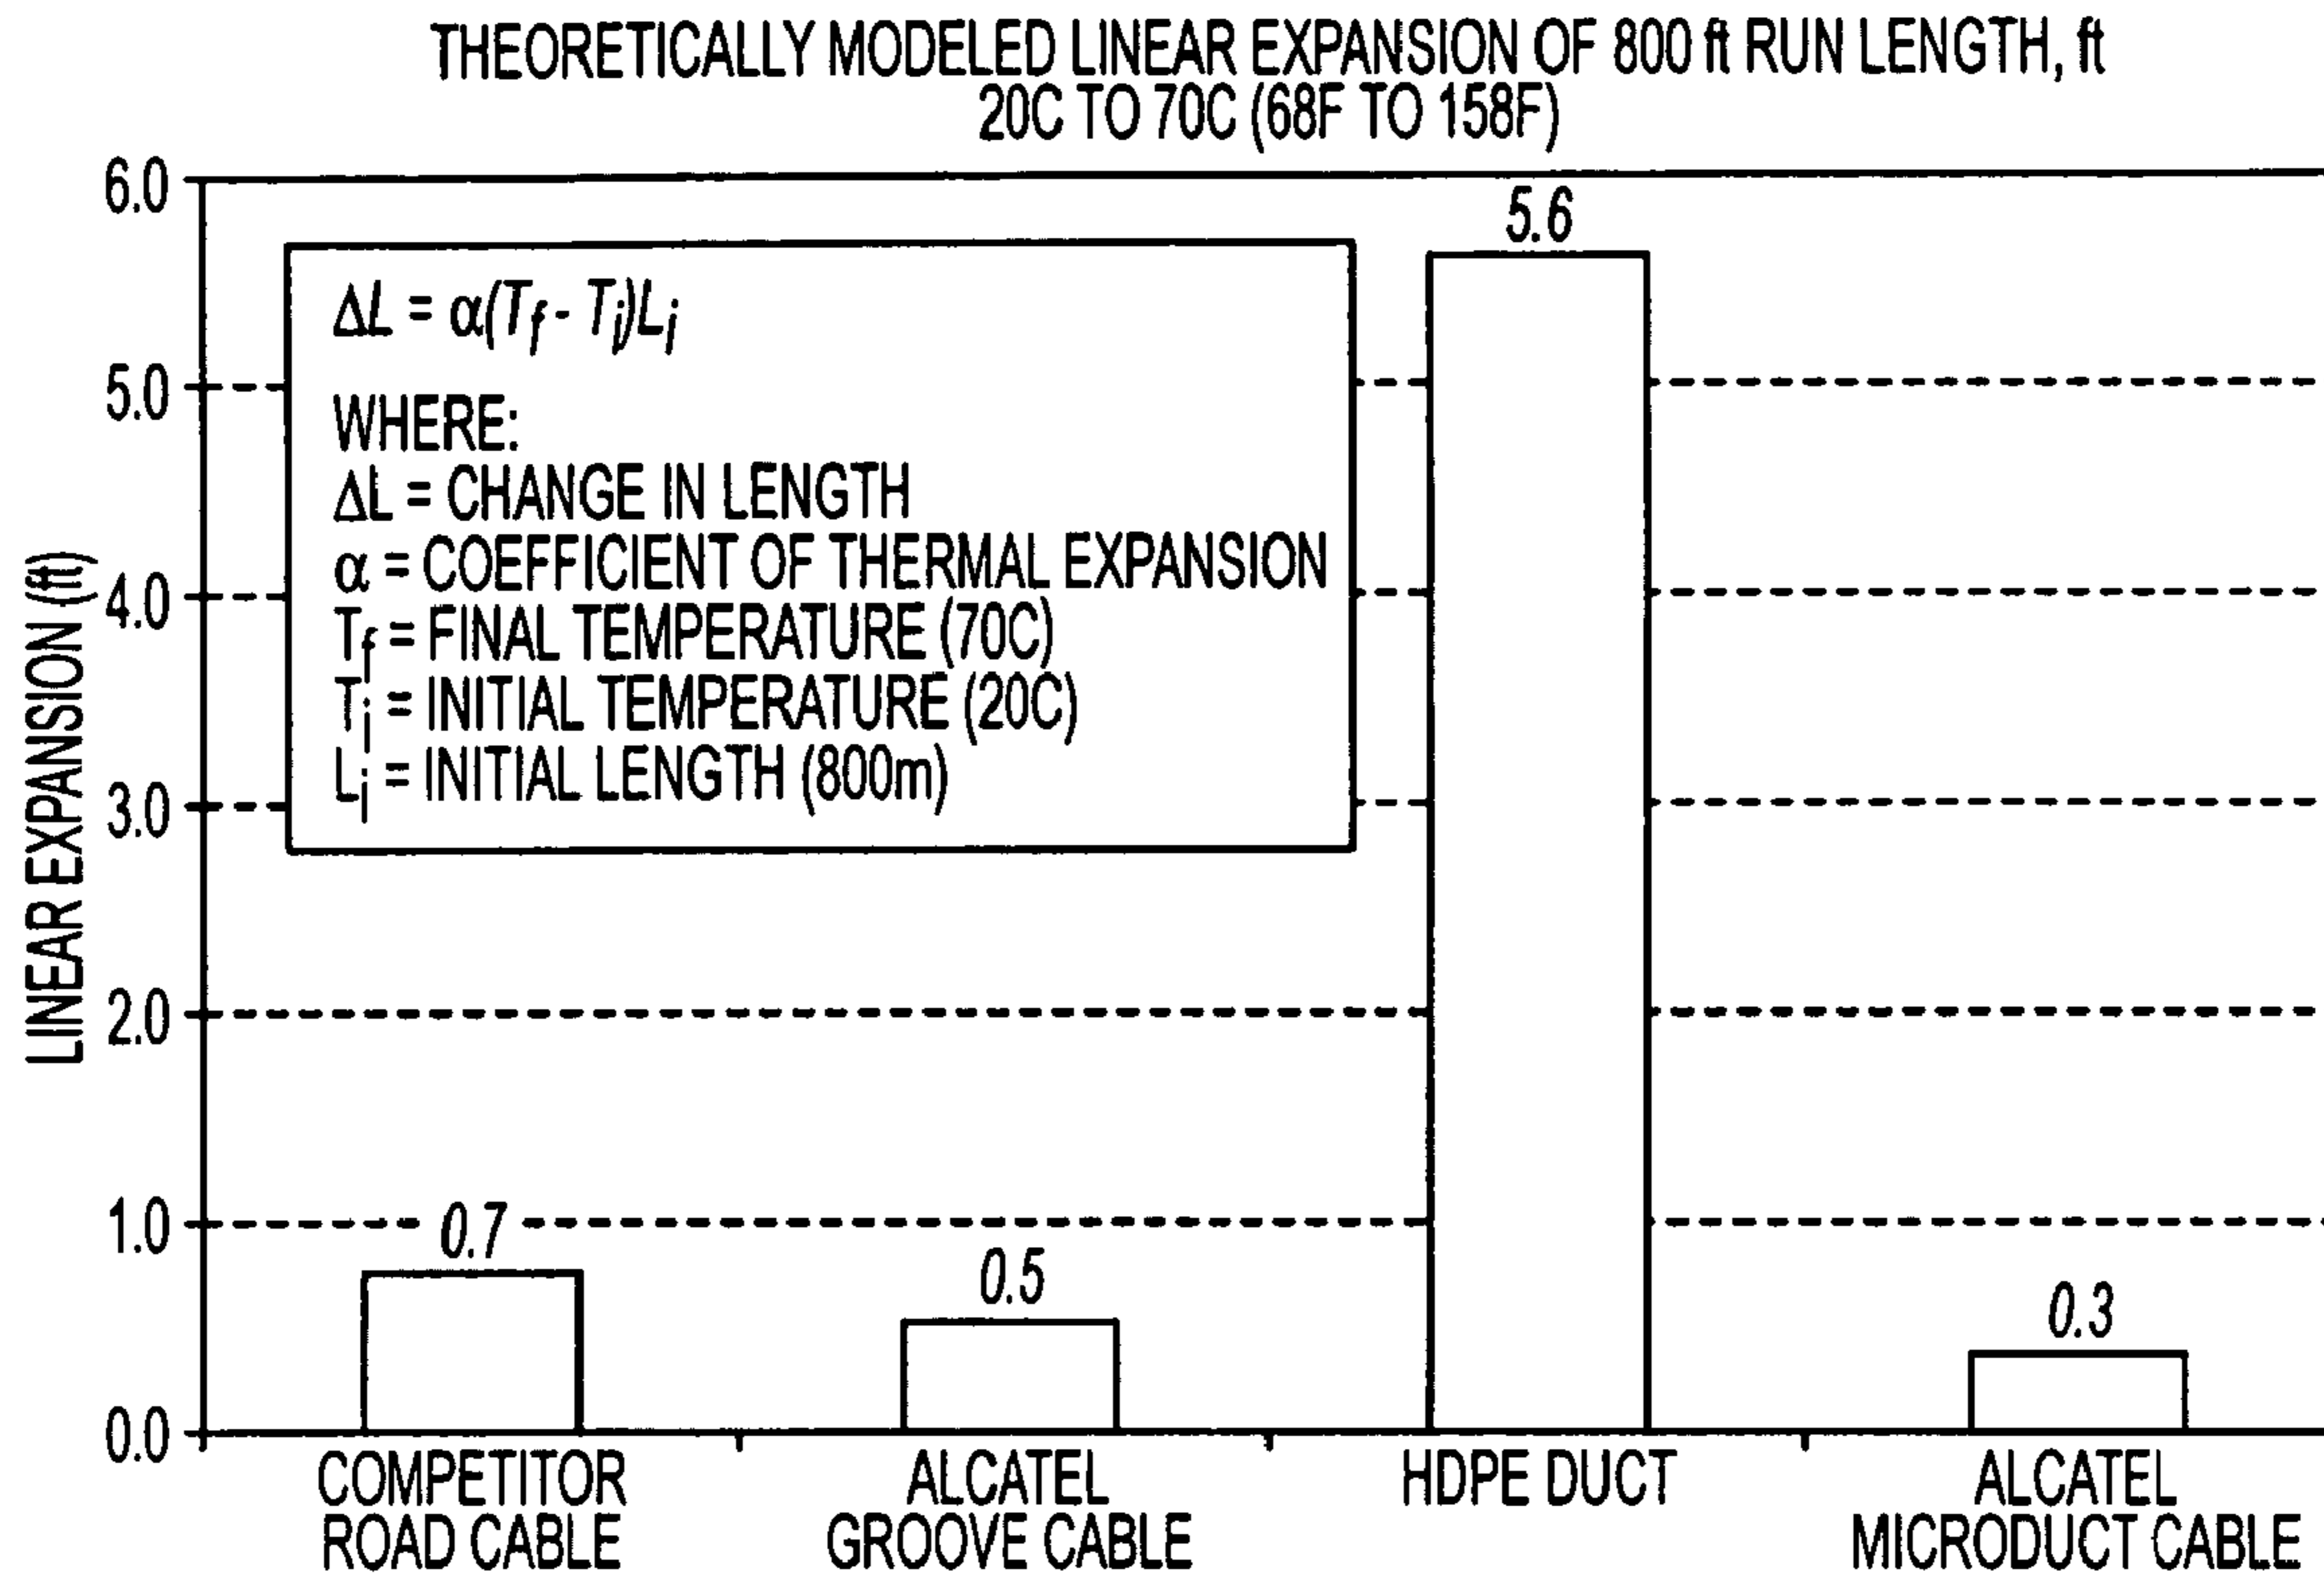 THEORETICALLY MODELED LINEAR EXPANSION OF 800 ft RUN LENGTH, ft
20C TO 70C (68F TO 158F)
LINEAR EXPANSION (ft)
6.0
5.0
4.0
3.0
2.0
1.0
0.0
ΔL = α(Tf - Ti)Li
WHERE:
ΔL = CHANGE IN LENGTH
α = COEFFICIENT OF THERMAL EXPANSION
Tf = FINAL TEMPERATURE (70C)
Ti = INITIAL TEMPERATURE (20C)
Li = INITIAL LENGTH (800m)
0.7
0.5
5.6
0.3
COMPETITOR
ROAD CABLE
ALCATEL
GROOVE CABLE
HDPE DUCT
ALCATEL
MICRODUCT CABLE